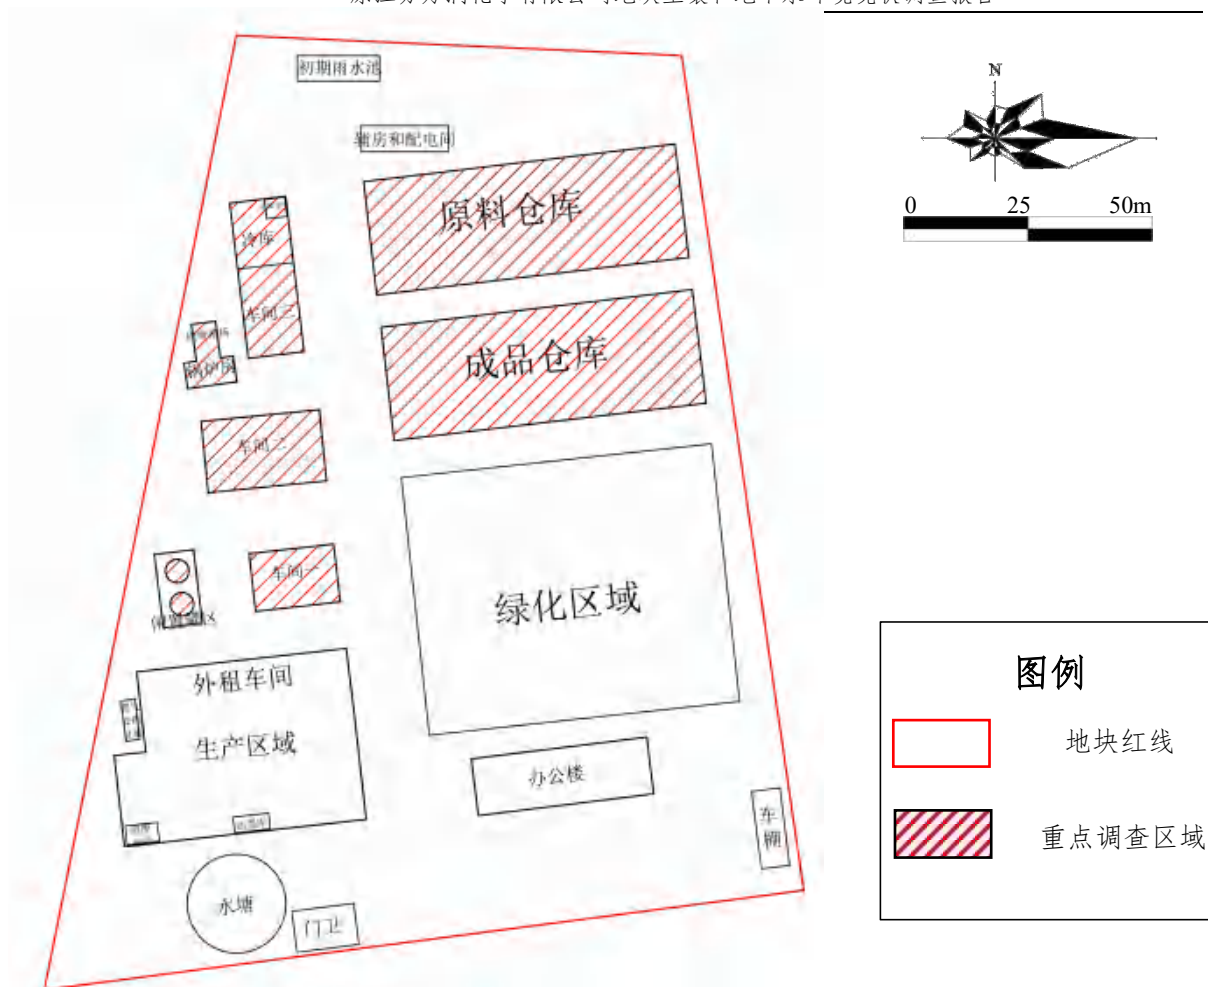 初期雨水池
辅房和配电间
原料仓库
冷库
车间三
成品仓库
锅炉房
车间二
车间一
绿化区域
外租车间
生产区域
办公楼
车棚
水塘
门卫
N
0 25 50m
图例
地块红线
重点调查区域